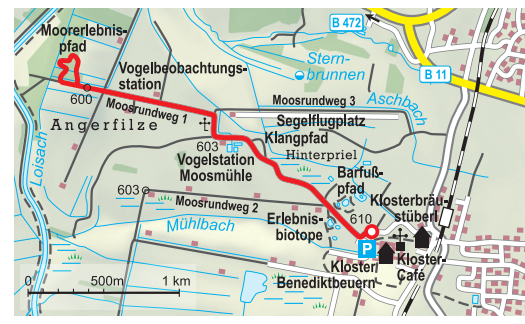 Moorerlebnis-
pfad
B 472
B 11
Vogelbeobachtungs-
station
Stern-
brunnen
600
Moosrundweg 1
Moosrundweg 3
Aschbach
Angerfilze
Segelflugplatz
Klangpfad
603
Hinterpriel
Loisach
Vogelstation
Moosmühle
Barfuß-
pfad
603
Moosrundweg 2
Klosterbräu-
stüberl
Mühlbach
Erlebnis-
biotope
610
P
Kloster
Benediktbeuern
Kloster-
Café
0 500m 1 km